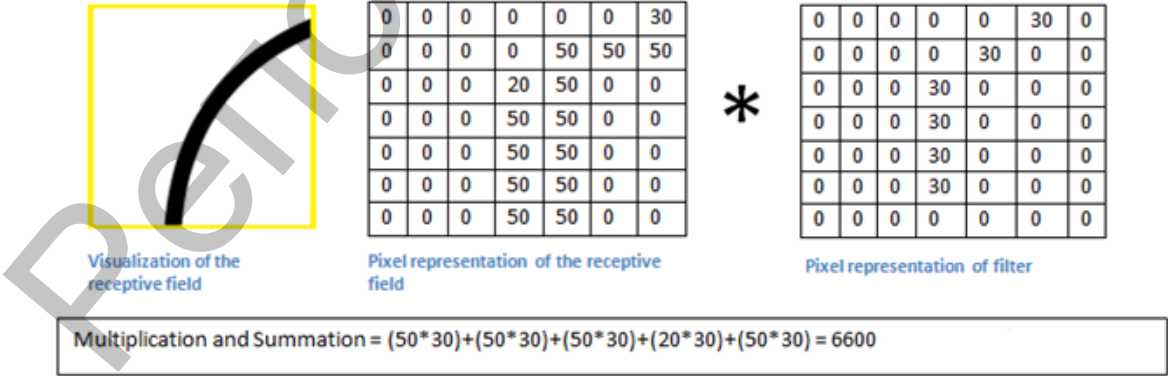 0 0 0 0 0 0 30
0 0 0 0 50 50 50
0 0 0 20 50 0 0
0 0 0 50 50 0 0
0 0 0 50 50 0 0
0 0 0 50 50 0 0
0 0 0 50 50 0 0
*
0 0 0 0 0 30 0
0 0 0 0 30 0 0
0 0 0 30 0 0 0
0 0 0 30 0 0 0
0 0 0 30 0 0 0
0 0 0 30 0 0 0
0 0 0 0 0 0 0
Visualization of the
receptive field
Pixel representation of the receptive
field
Pixel representation of filter
Multiplication and Summation = (50*30)+(50*30)+(50*30)+(20*30)+(50*30) = 6600